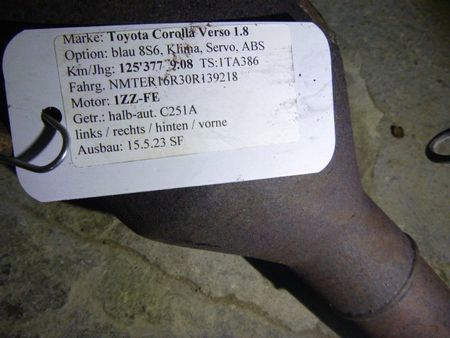 Marke: Toyota Corolla Verso 1.8
Option: blau 8S6, Klima, Servo, ABS
Km/Jhg: 125'377 9.08 TS:1TA386
Fahrg. NMTER16R30R139218
Motor: 1ZZ-FE
Getr.: halb-aut. C251A
links / rechts / hinten / vorne
Ausbau: 15.5.23 SF